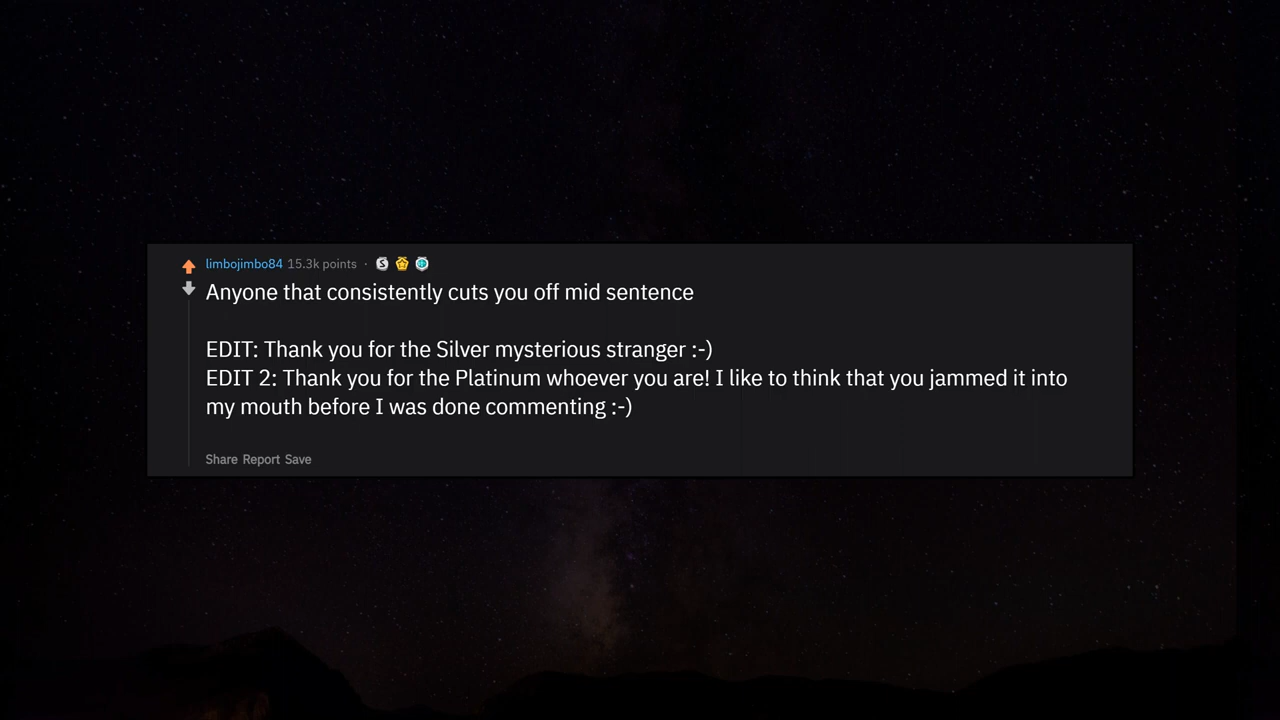 limbojimbo84 15.3k points ·
Anyone that consistently cuts you off mid sentence
EDIT: Thank you for the Silver mysterious stranger :-)
EDIT 2: Thank you for the Platinum whoever you are! I like to think that you jammed it into
my mouth before I was done commenting :-)
Share Report Save